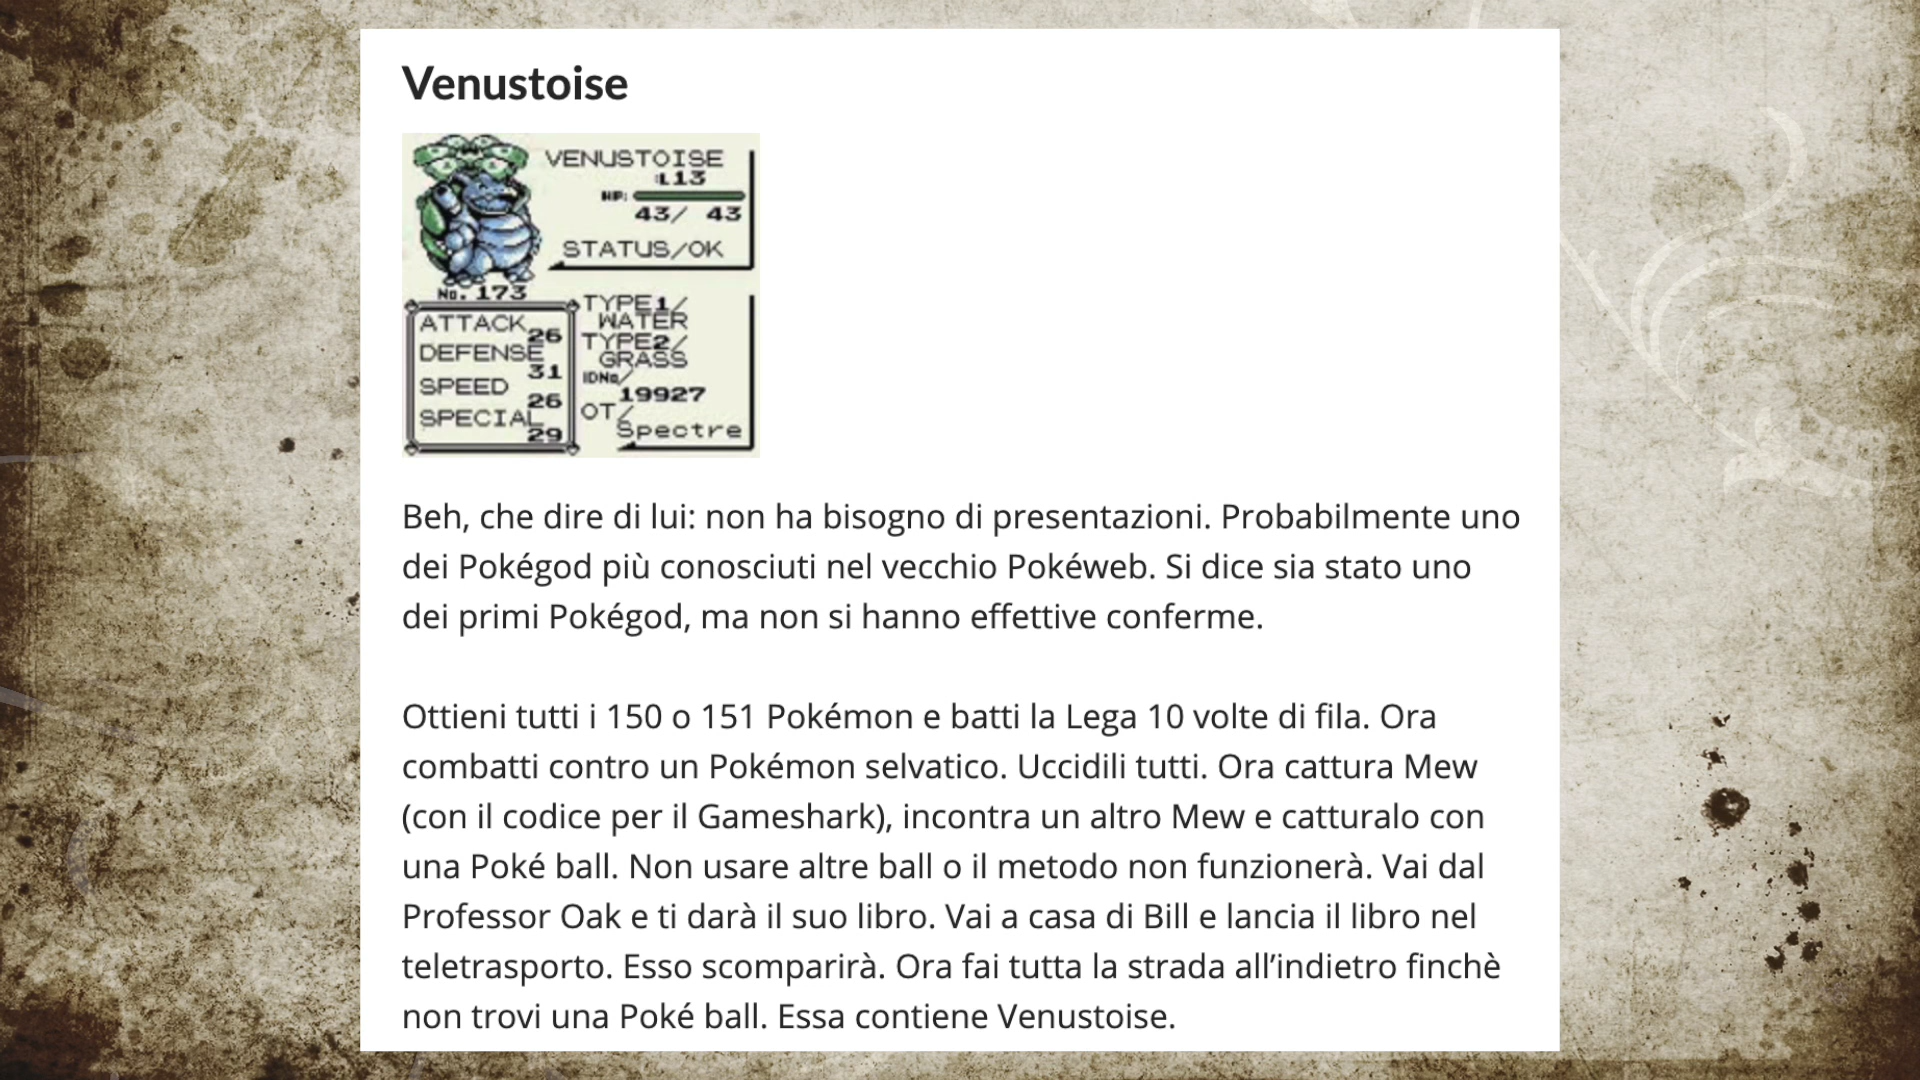 Venustoise
VENUSTOISE
:L13
HP:
43/ 43
STATUS/OK
No. 173
ATTACK
26
DEFENSE
31
SPEED
26
SPECIAL
29
TYPE1/
WATER
TYPE2/
GRASS
IDNo/
19927
OT/
Spectre
Beh, che dire di lui: non ha bisogno di presentazioni. Probabilmente uno
dei Pokégod più conosciuti nel vecchio Pokéweb. Si dice sia stato uno
dei primi Pokégod, ma non si hanno effettive conferme.
Ottieni tutti i 150 o 151 Pokémon e batti la Lega 10 volte di fila. Ora
combatti contro un Pokémon selvatico. Uccidili tutti. Ora cattura Mew
(con il codice per il Gameshark), incontra un altro Mew e catturalo con
una Poké ball. Non usare altre ball o il metodo non funzionerà. Vai dal
Professor Oak e ti darà il suo libro. Vai a casa di Bill e lancia il libro nel
teletrasporto. Esso scomparirà. Ora fai tutta la strada all’indietro finchè
non trovi una Poké ball. Essa contiene Venustoise.